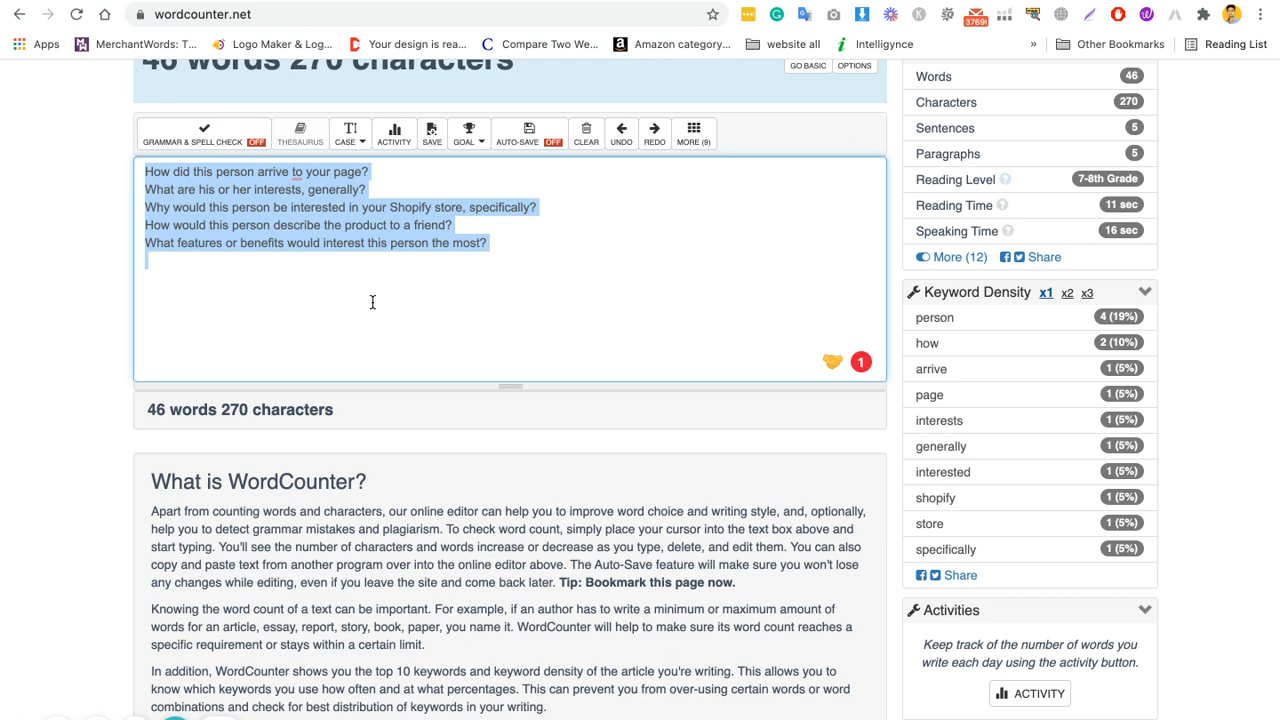 wordcounter.net
3769!
Apps
MerchantWords: T...
Logo Maker & Log...
Your design is rea...
Compare Two We...
Amazon category...
website all
Intelligynce
»
Other Bookmarks
Reading List
46 words 270 characters
GO BASIC
OPTIONS
GRAMMAR & SPELL CHECK OFF
THESAURUS
CASE
ACTIVITY
SAVE
GOAL
AUTO-SAVE OFF
CLEAR
UNDO
REDO
MORE (9)
How did this person arrive to your page?
What are his or her interests, generally?
Why would this person be interested in your Shopify store, specifically?
How would this person describe the product to a friend?
What features or benefits would interest this person the most?
1
46 words 270 characters
What is WordCounter?
Apart from counting words and characters, our online editor can help you to improve word choice and writing style, and, optionally,
help you to detect grammar mistakes and plagiarism. To check word count, simply place your cursor into the text box above and
start typing. You'll see the number of characters and words increase or decrease as you type, delete, and edit them. You can also
copy and paste text from another program over into the online editor above. The Auto-Save feature will make sure you won't lose
any changes while editing, even if you leave the site and come back later. Tip: Bookmark this page now.
Knowing the word count of a text can be important. For example, if an author has to write a minimum or maximum amount of
words for an article, essay, report, story, book, paper, you name it. WordCounter will help to make sure its word count reaches a
specific requirement or stays within a certain limit.
In addition, WordCounter shows you the top 10 keywords and keyword density of the article you're writing. This allows you to
know which keywords you use how often and at what percentages. This can prevent you from over-using certain words or word
combinations and check for best distribution of keywords in your writing.
Words 46
Characters 270
Sentences 5
Paragraphs 5
Reading Level 7-8th Grade
Reading Time 11 sec
Speaking Time 16 sec
More (12) Share
Keyword Density x1 x2 x3
person 4 (19%)
how 2 (10%)
arrive 1 (5%)
page 1 (5%)
interests 1 (5%)
generally 1 (5%)
interested 1 (5%)
shopify 1 (5%)
store 1 (5%)
specifically 1 (5%)
Share
Activities
Keep track of the number of words you
write each day using the activity button.
ACTIVITY